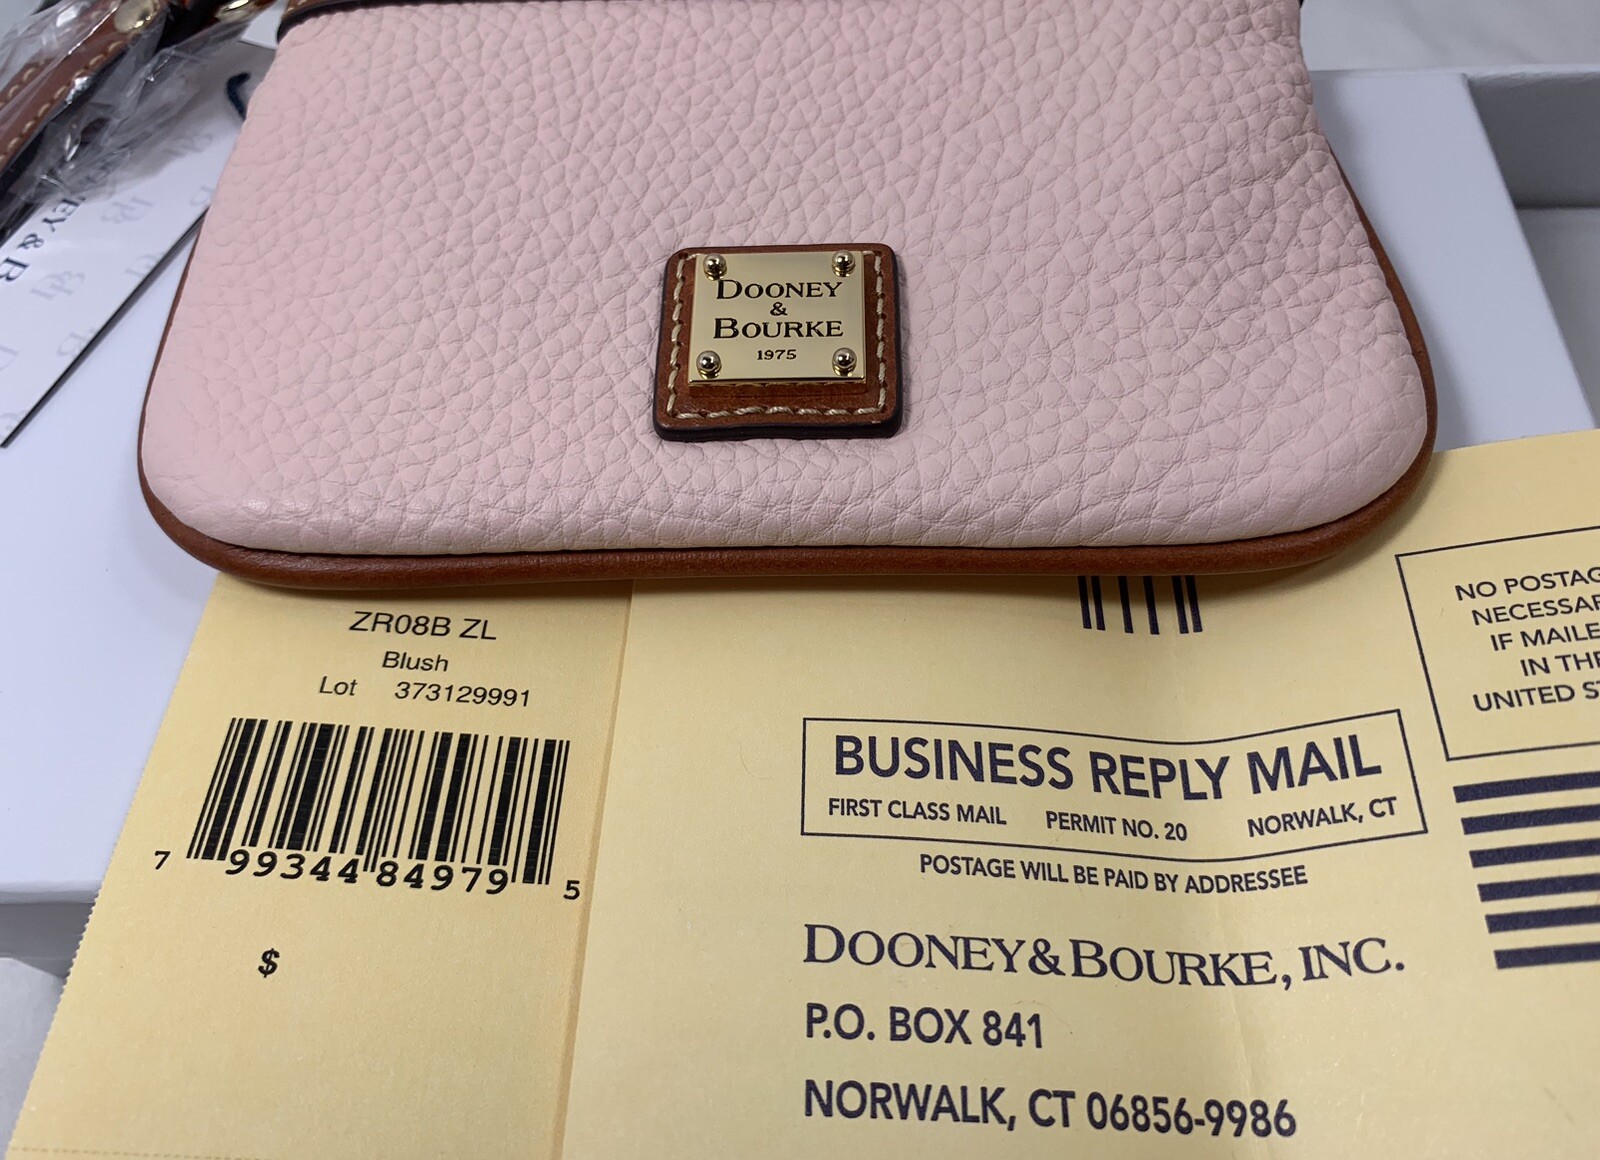 EY & B
DOONEY
&
BOURKE
1975
ZR08B ZL
Blush
Lot 373129991
7 99344 84979 5
$
NO POSTAG
NECESSAR
IF MAILE
IN THE
UNITED ST
BUSINESS REPLY MAIL
FIRST CLASS MAIL PERMIT NO. 20 NORWALK, CT
POSTAGE WILL BE PAID BY ADDRESSEE
DOONEY & BOURKE, INC.
P.O. BOX 841
NORWALK, CT 06856-9986